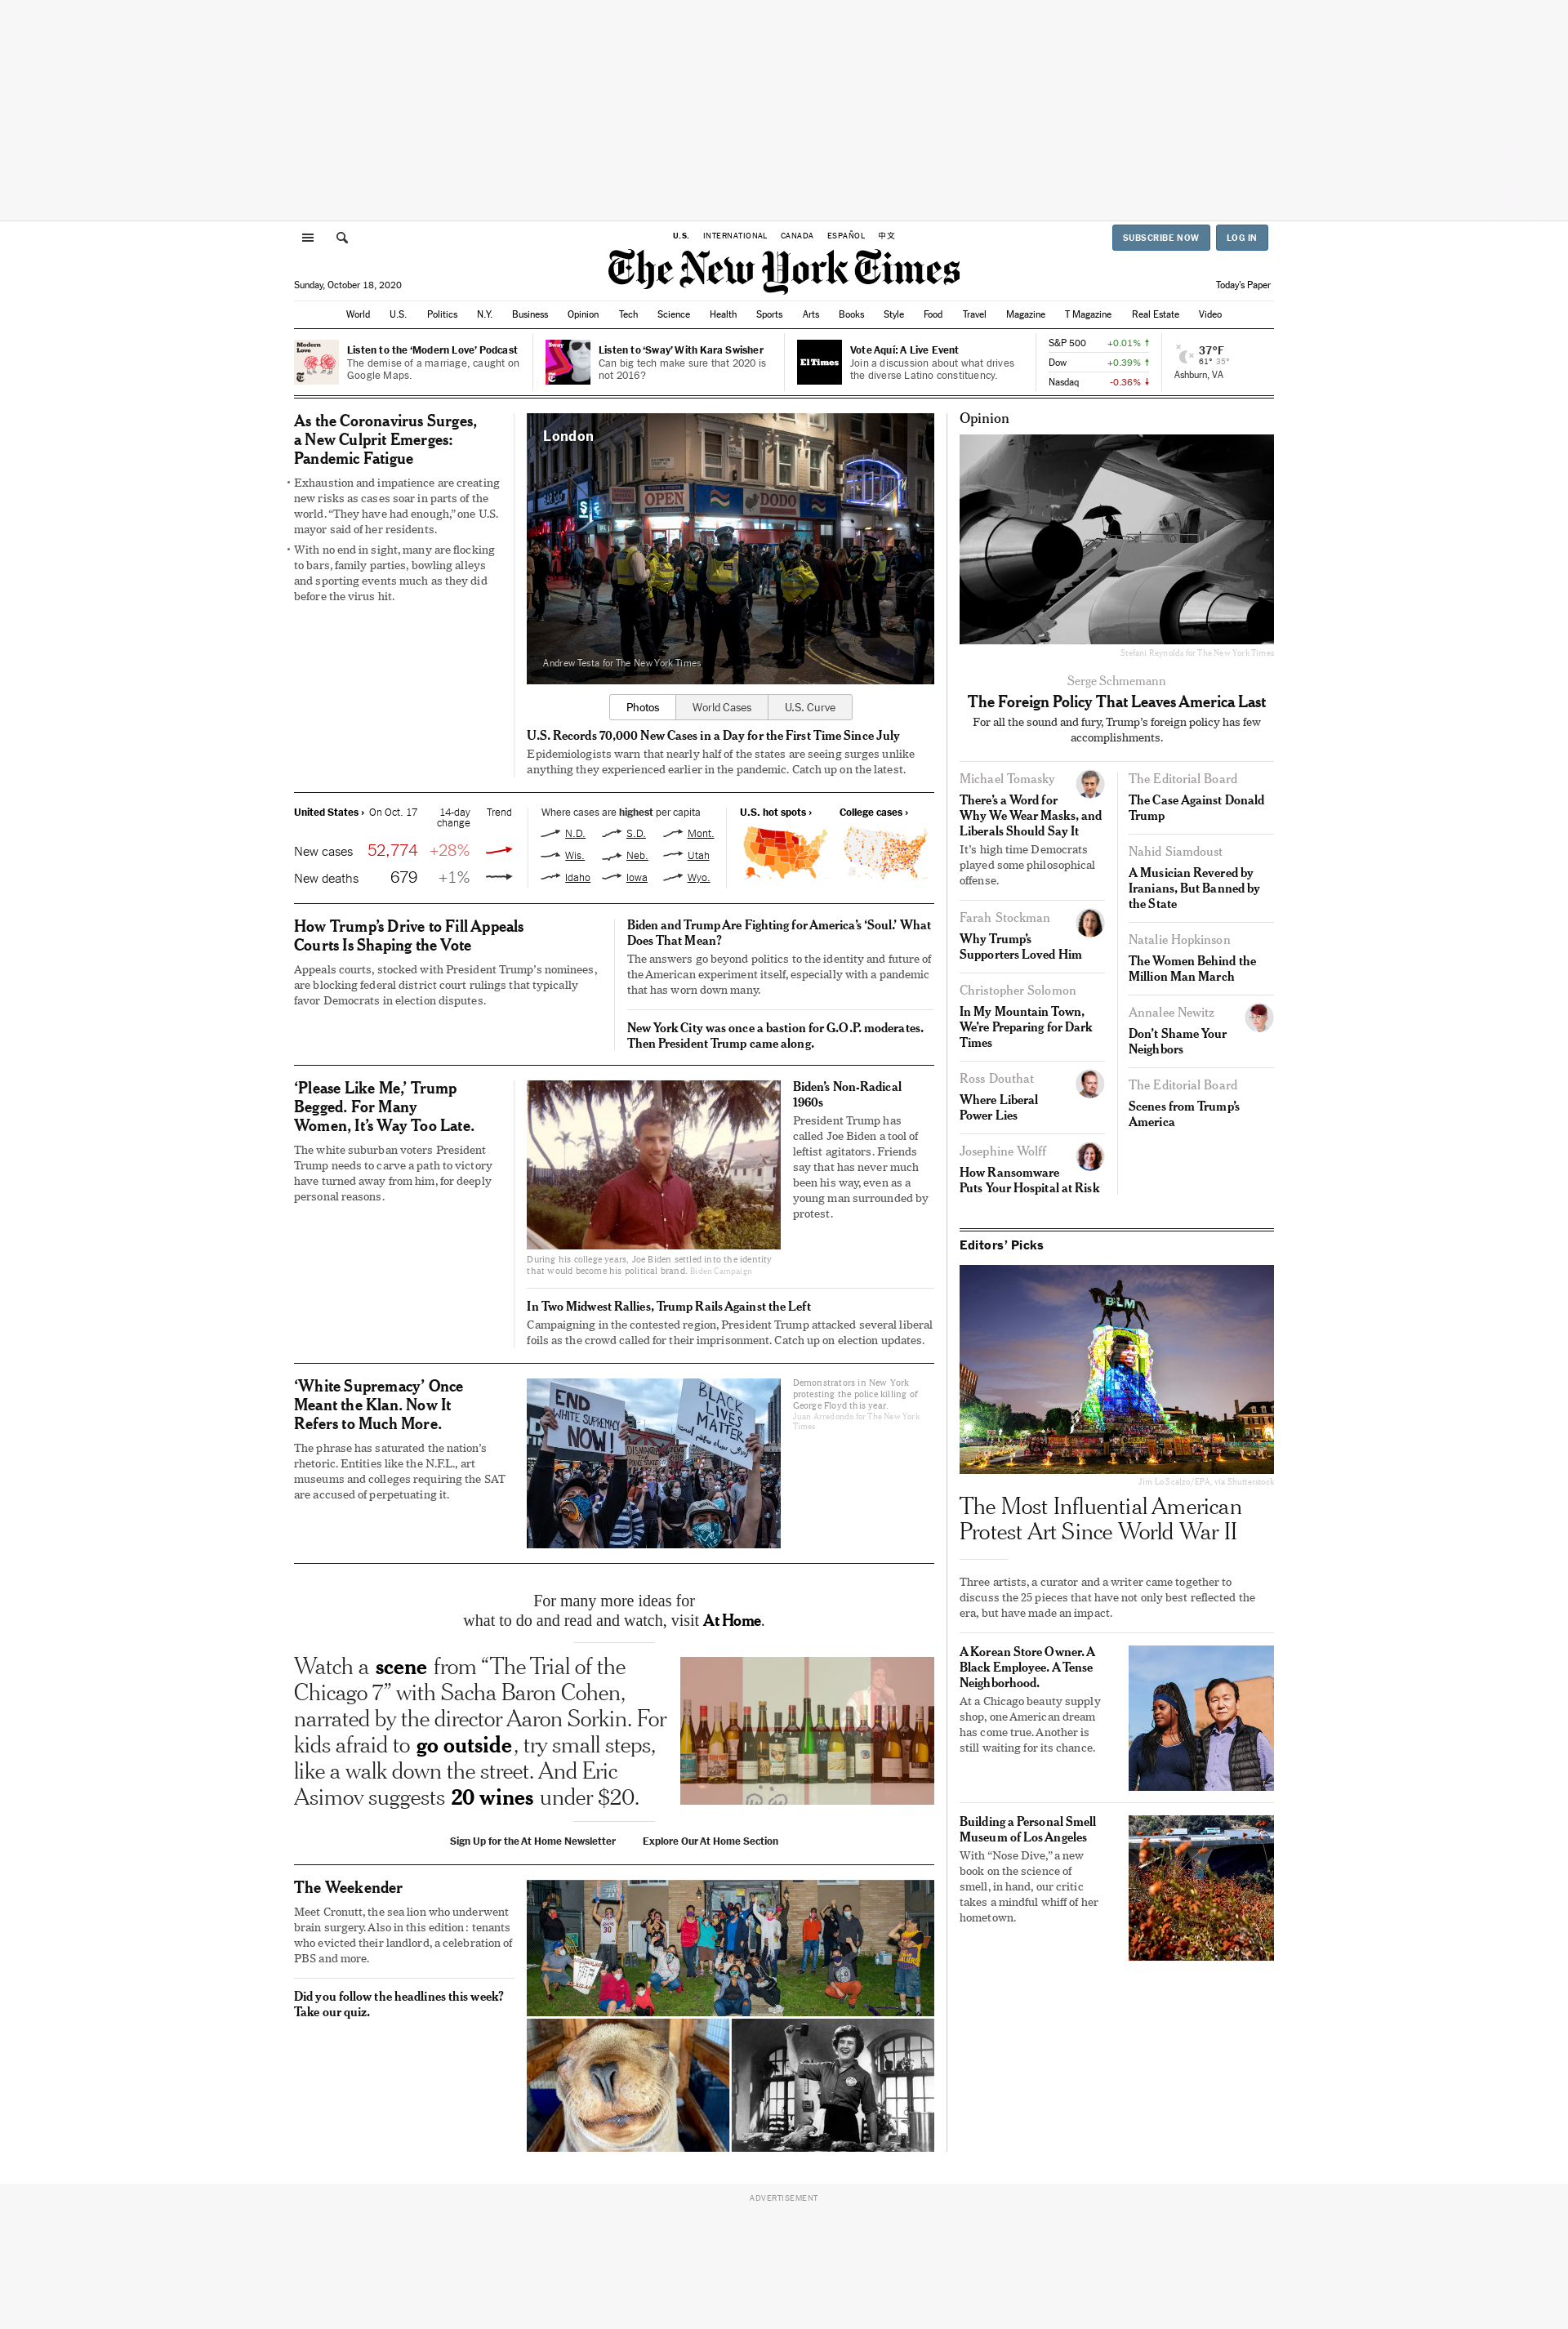 U.S. INTERNATIONAL CANADA ESPAÑOL 中文
SUBSCRIBE NOW LOG IN
The New York Times
Sunday, October 18, 2020
Today's Paper
World U.S. Politics N.Y. Business Opinion Tech Science Health Sports Arts Books Style Food Travel Magazine T Magazine Real Estate Video
Modern
Love
Listen to the ‘Modern Love’ Podcast
The demise of a marriage, caught on
Google Maps.
Sway
Listen to ‘Sway’ With Kara Swisher
Can big tech make sure that 2020 is
not 2016?
El Times
Vote Aquí: A Live Event
Join a discussion about what drives
the diverse Latino constituency.
S&P 500 +0.01% ↑
Dow +0.39% ↑
Nasdaq -0.36% ↓
37°F
61° 35°
Ashburn, VA
As the Coronavirus Surges,
a New Culprit Emerges:
Pandemic Fatigue
• Exhaustion and impatience are creating
new risks as cases soar in parts of the
world. “They have had enough,” one U.S.
mayor said of her residents.
• With no end in sight, many are flocking
to bars, family parties, bowling alleys
and sporting events much as they did
before the virus hit.
London
OPEN
DODO
Andrew Testa for The New York Times
Photos World Cases U.S. Curve
U.S. Records 70,000 New Cases in a Day for the First Time Since July
Epidemiologists warn that nearly half of the states are seeing surges unlike
anything they experienced earlier in the pandemic. Catch up on the latest.
United States › On Oct. 17 14-day
change Trend
New cases 52,774 +28%
New deaths 679 +1%
Where cases are highest per capita
N.D. S.D. Mont.
Wis. Neb. Utah
Idaho Iowa Wyo.
U.S. hot spots › College cases ›
How Trump’s Drive to Fill Appeals
Courts Is Shaping the Vote
Appeals courts, stocked with President Trump’s nominees,
are blocking federal district court rulings that typically
favor Democrats in election disputes.
Biden and Trump Are Fighting for America’s ‘Soul.’ What
Does That Mean?
The answers go beyond politics to the identity and future of
the American experiment itself, especially with a pandemic
that has worn down many.
New York City was once a bastion for G.O.P. moderates.
Then President Trump came along.
‘Please Like Me,’ Trump
Begged. For Many
Women, It’s Way Too Late.
The white suburban voters President
Trump needs to carve a path to victory
have turned away from him, for deeply
personal reasons.
During his college years, Joe Biden settled into the identity
that would become his political brand. Biden Campaign
Biden’s Non-Radical
1960s
President Trump has
called Joe Biden a tool of
leftist agitators. Friends
say that has never much
been his way, even as a
young man surrounded by
protest.
In Two Midwest Rallies, Trump Rails Against the Left
Campaigning in the contested region, President Trump attacked several liberal
foils as the crowd called for their imprisonment. Catch up on election updates.
‘White Supremacy’ Once
Meant the Klan. Now It
Refers to Much More.
The phrase has saturated the nation’s
rhetoric. Entities like the N.F.L., art
museums and colleges requiring the SAT
are accused of perpetuating it.
END
WHITE SUPREMACY
NOW!
BLACK
LIVES
MATTER
Demonstrators in New York
protesting the police killing of
George Floyd this year.
Juan Arredondo for The New York
Times
For many more ideas for
what to do and read and watch, visit At Home.
Watch a scene from “The Trial of the
Chicago 7” with Sacha Baron Cohen,
narrated by the director Aaron Sorkin. For
kids afraid to go outside, try small steps,
like a walk down the street. And Eric
Asimov suggests 20 wines under $20.
Sign Up for the At Home Newsletter Explore Our At Home Section
The Weekender
Meet Cronutt, the sea lion who underwent
brain surgery. Also in this edition: tenants
who evicted their landlord, a celebration of
PBS and more.
Did you follow the headlines this week?
Take our quiz.
30
Opinion
Stefani Reynolds for The New York Times
Serge Schmemann
The Foreign Policy That Leaves America Last
For all the sound and fury, Trump’s foreign policy has few
accomplishments.
Michael Tomasky
There’s a Word for
Why We Wear Masks, and
Liberals Should Say It
It’s high time Democrats
played some philosophical
offense.
Farah Stockman
Why Trump’s
Supporters Loved Him
Christopher Solomon
In My Mountain Town,
We’re Preparing for Dark
Times
Ross Douthat
Where Liberal
Power Lies
Josephine Wolff
How Ransomware
Puts Your Hospital at Risk
The Editorial Board
The Case Against Donald
Trump
Nahid Siamdoust
A Musician Revered by
Iranians, But Banned by
the State
Natalie Hopkinson
The Women Behind the
Million Man March
Annalee Newitz
Don’t Shame Your
Neighbors
The Editorial Board
Scenes from Trump’s
America
Editors’ Picks
BLM
Jim Lo Scalzo/EPA, via Shutterstock
The Most Influential American
Protest Art Since World War II
Three artists, a curator and a writer came together to
discuss the 25 pieces that have not only best reflected the
era, but have made an impact.
A Korean Store Owner. A
Black Employee. A Tense
Neighborhood.
At a Chicago beauty supply
shop, one American dream
has come true. Another is
still waiting for its chance.
Building a Personal Smell
Museum of Los Angeles
With “Nose Dive,” a new
book on the science of
smell, in hand, our critic
takes a mindful whiff of her
hometown.
ADVERTISEMENT